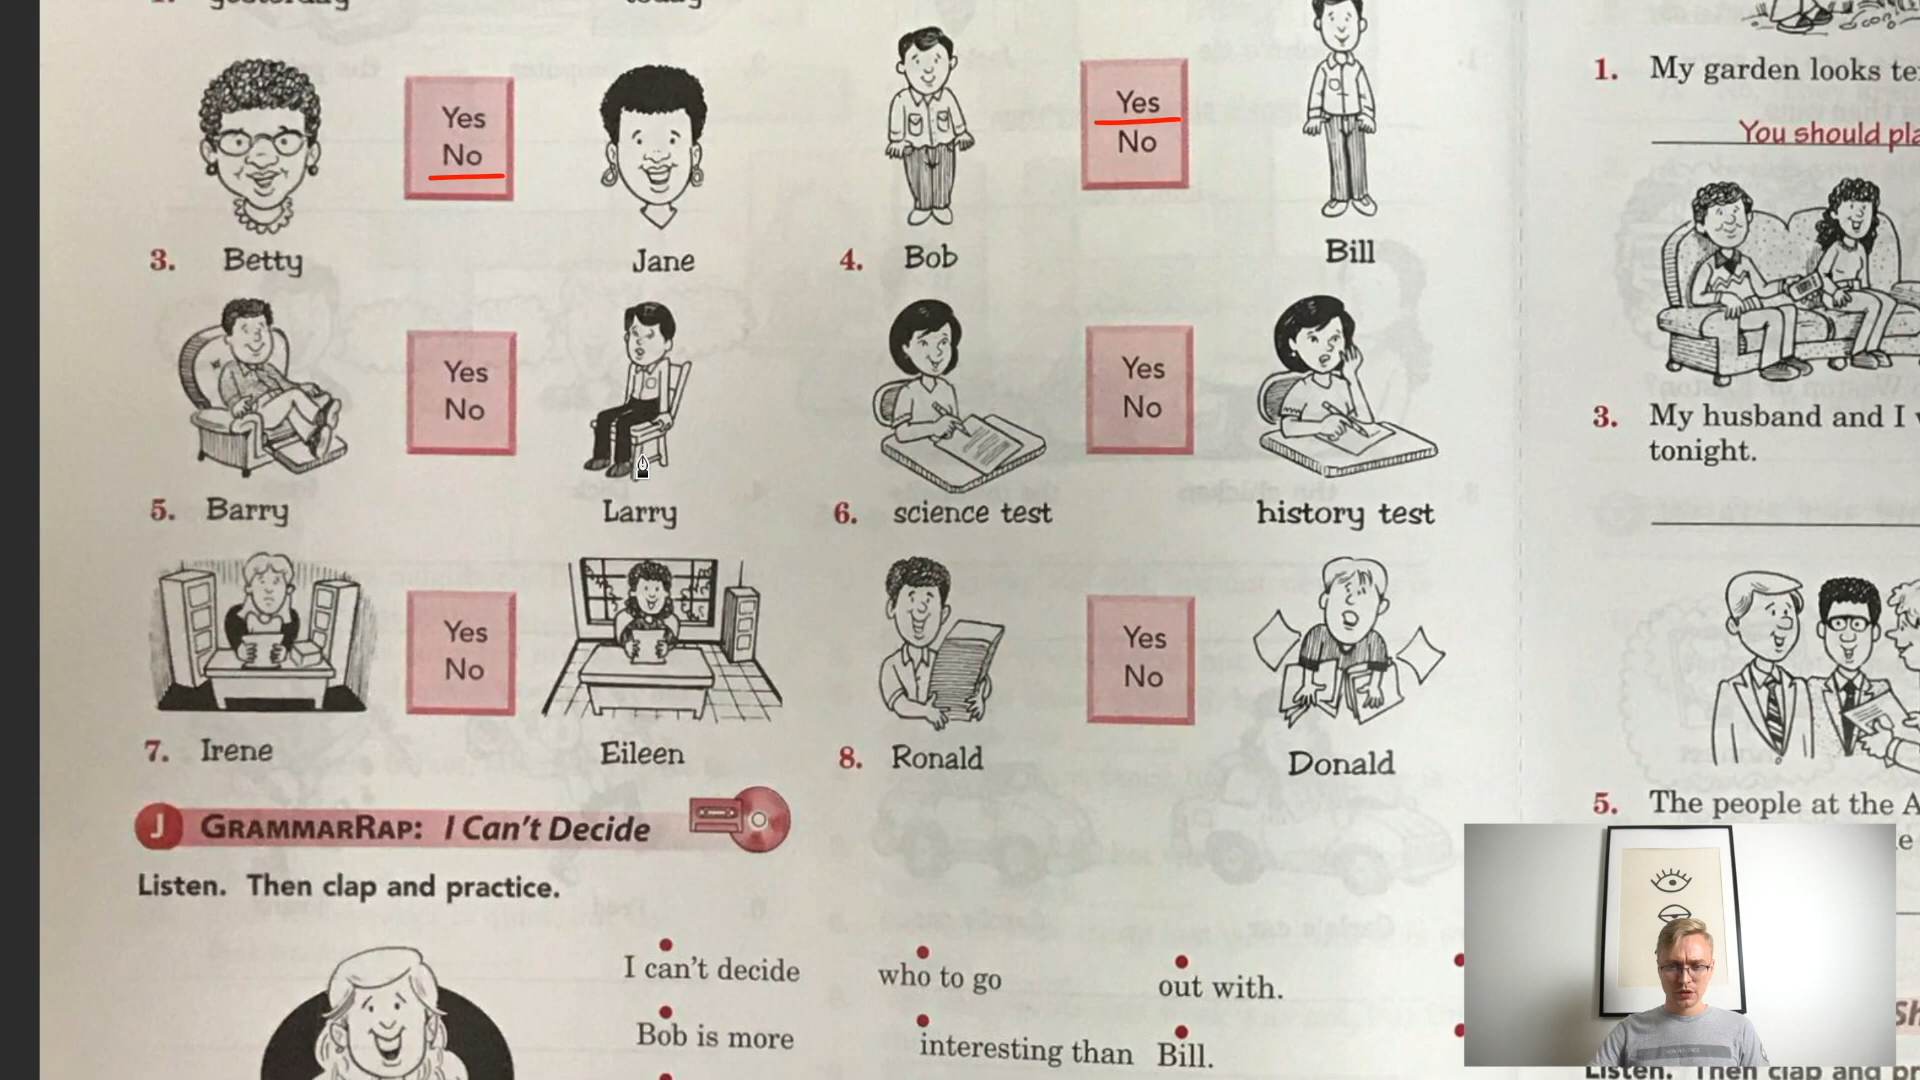 Yes
No
3. Betty
Jane
Yes
No
4. Bob
Bill
Yes
No
5. Barry
Larry
Yes
No
6. science test
history test
Yes
No
7. Irene
Eileen
Yes
No
8. Ronald
Donald
J GRAMMARRAP: I Can't Decide
Listen. Then clap and practice.
I can't decide who to go out with.
Bob is more interesting than Bill.
1. My garden looks
You should
3. My husband and I
tonight.
5. The people at the